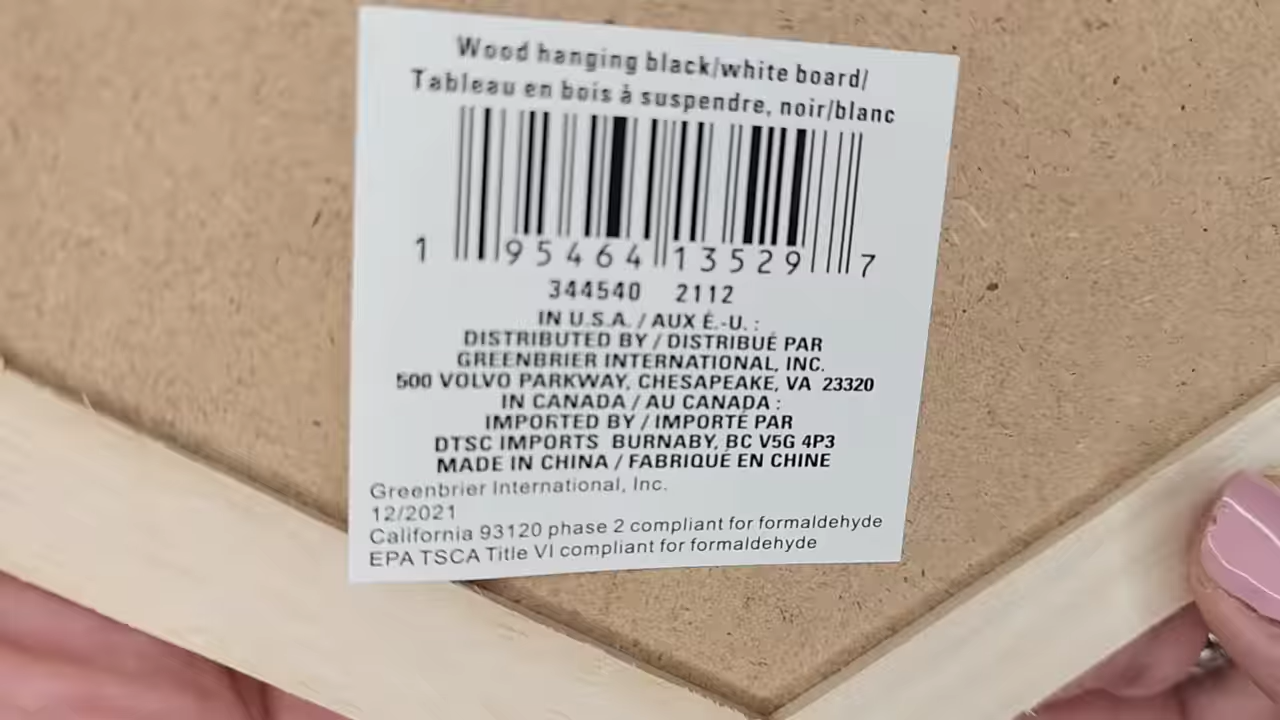 Wood hanging black/white board/
Tableau en bois à suspendre, noir/blanc
1 95464 13529 7
344540 2112
IN U.S.A. / AUX É.-U. :
DISTRIBUTED BY / DISTRIBUÉ PAR
GREENBRIER INTERNATIONAL, INC.
500 VOLVO PARKWAY, CHESAPEAKE, VA 23320
IN CANADA / AU CANADA :
IMPORTED BY / IMPORTÉ PAR
DTSC IMPORTS BURNABY, BC V5G 4P3
MADE IN CHINA / FABRIQUÉ EN CHINE
Greenbrier International, Inc.
12/2021
California 93120 phase 2 compliant for formaldehyde
EPA TSCA Title VI compliant for formaldehyde